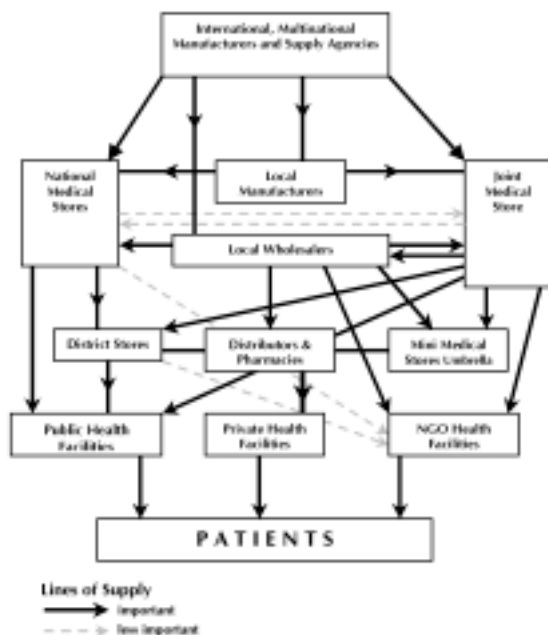 International, Multinational
Manufacturers and Supply Agencies
National
Medical
Stores
Local
Manufacturers
Joint
Medical
Store
Local Wholesalers
District Stores
Distributors &
Pharmacies
Mini Medical
Stores Umbrella
Public Health
Facilities
Private Health
Facilities
NGO Health
Facilities
PATIENTS
Lines of Supply
important
less important